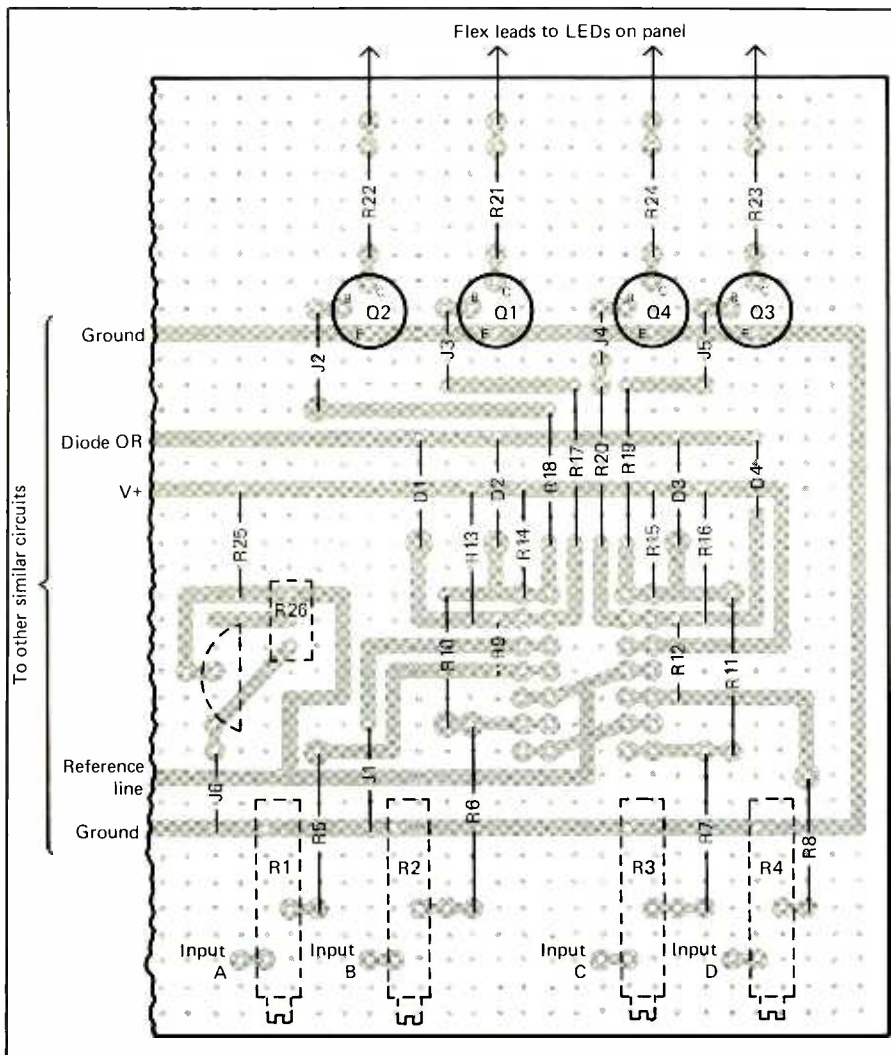 Flex leads to LEDs on panel
R22
R21
R24
R23
B
C
E
Q2
B
C
E
Q1
B
C
E
Q4
B
C
E
Q3
Ground
J2
J3
J4
J5
Diode OR
V+
D1
D2
R18
R17
R20
R19
D3
D4
R25
R13
R14
R15
R16
R26
R10
R9
R12
R11
To other similar circuits
Reference
line
J6
J1
R5
R6
R7
R8
Ground
R1
R2
R3
R4
Input
A
Input
B
Input
C
Input
D